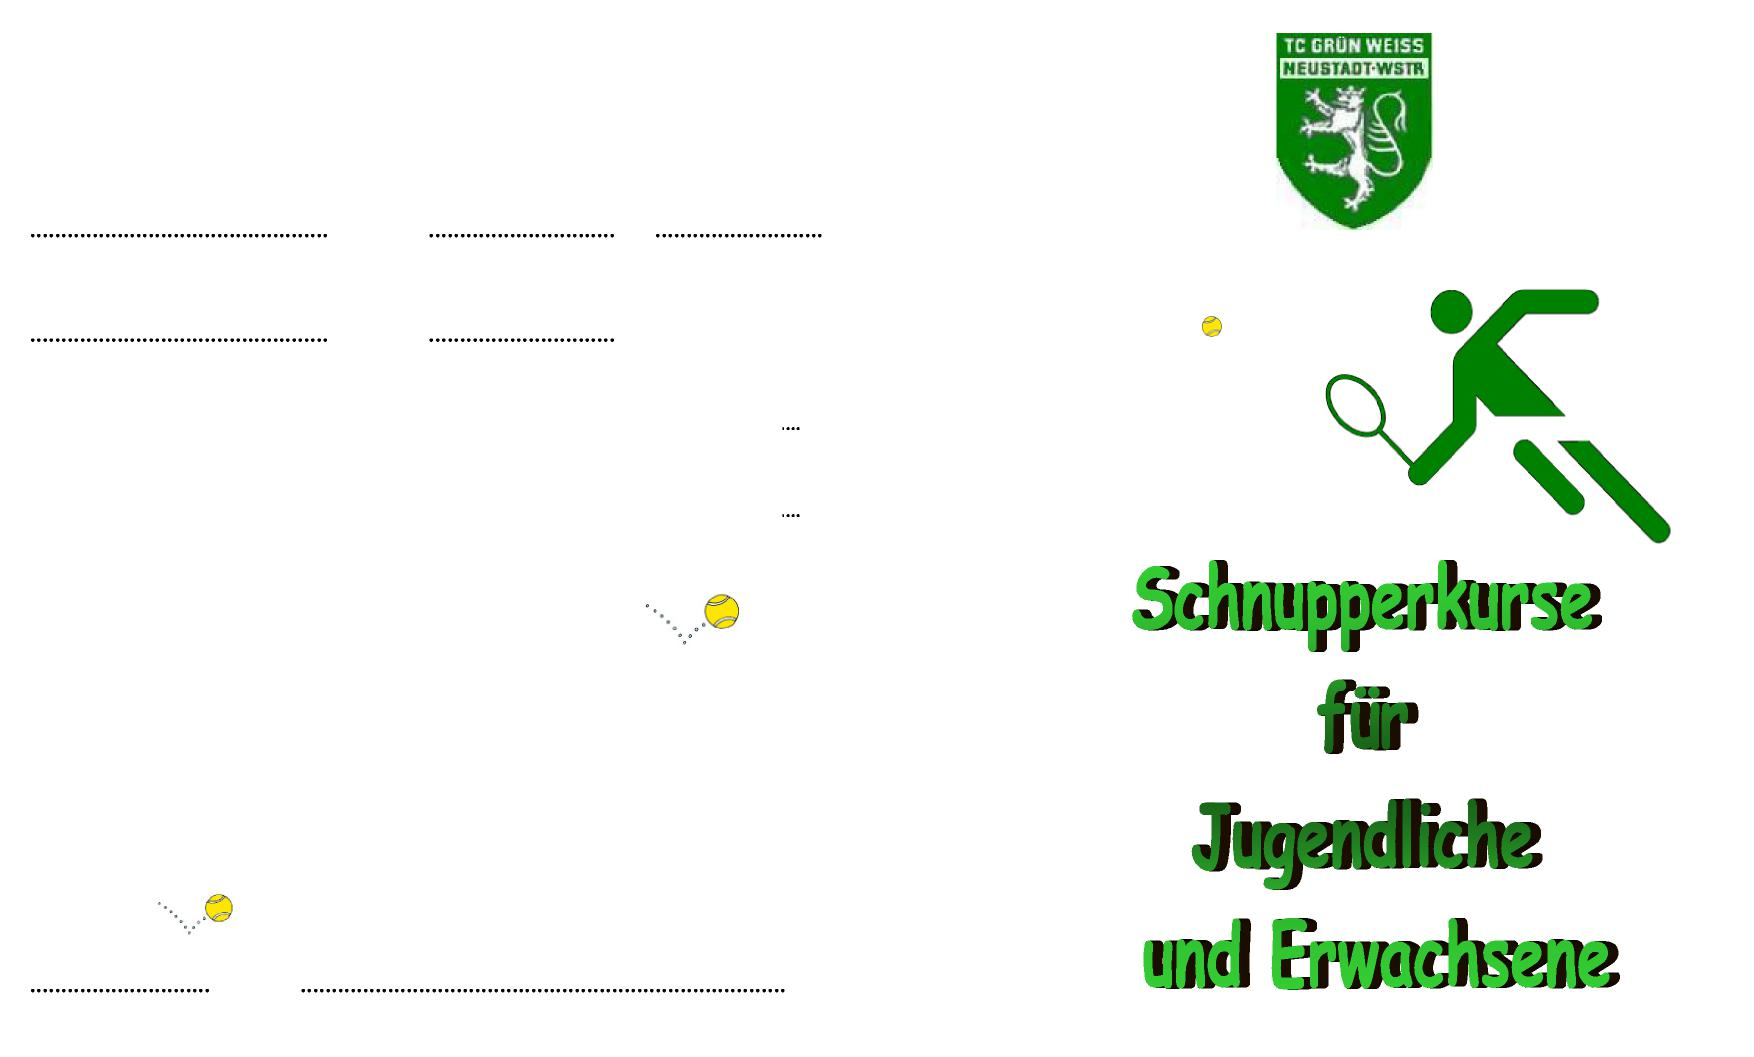 TC GRÜN WEISS
NEUSTADT-WSTR
.................................................
...............................
............................
.................................................
...............................
....
....
Schnupperkurse
für
Jugendliche
und Erwachsene
..............................
................................................................................